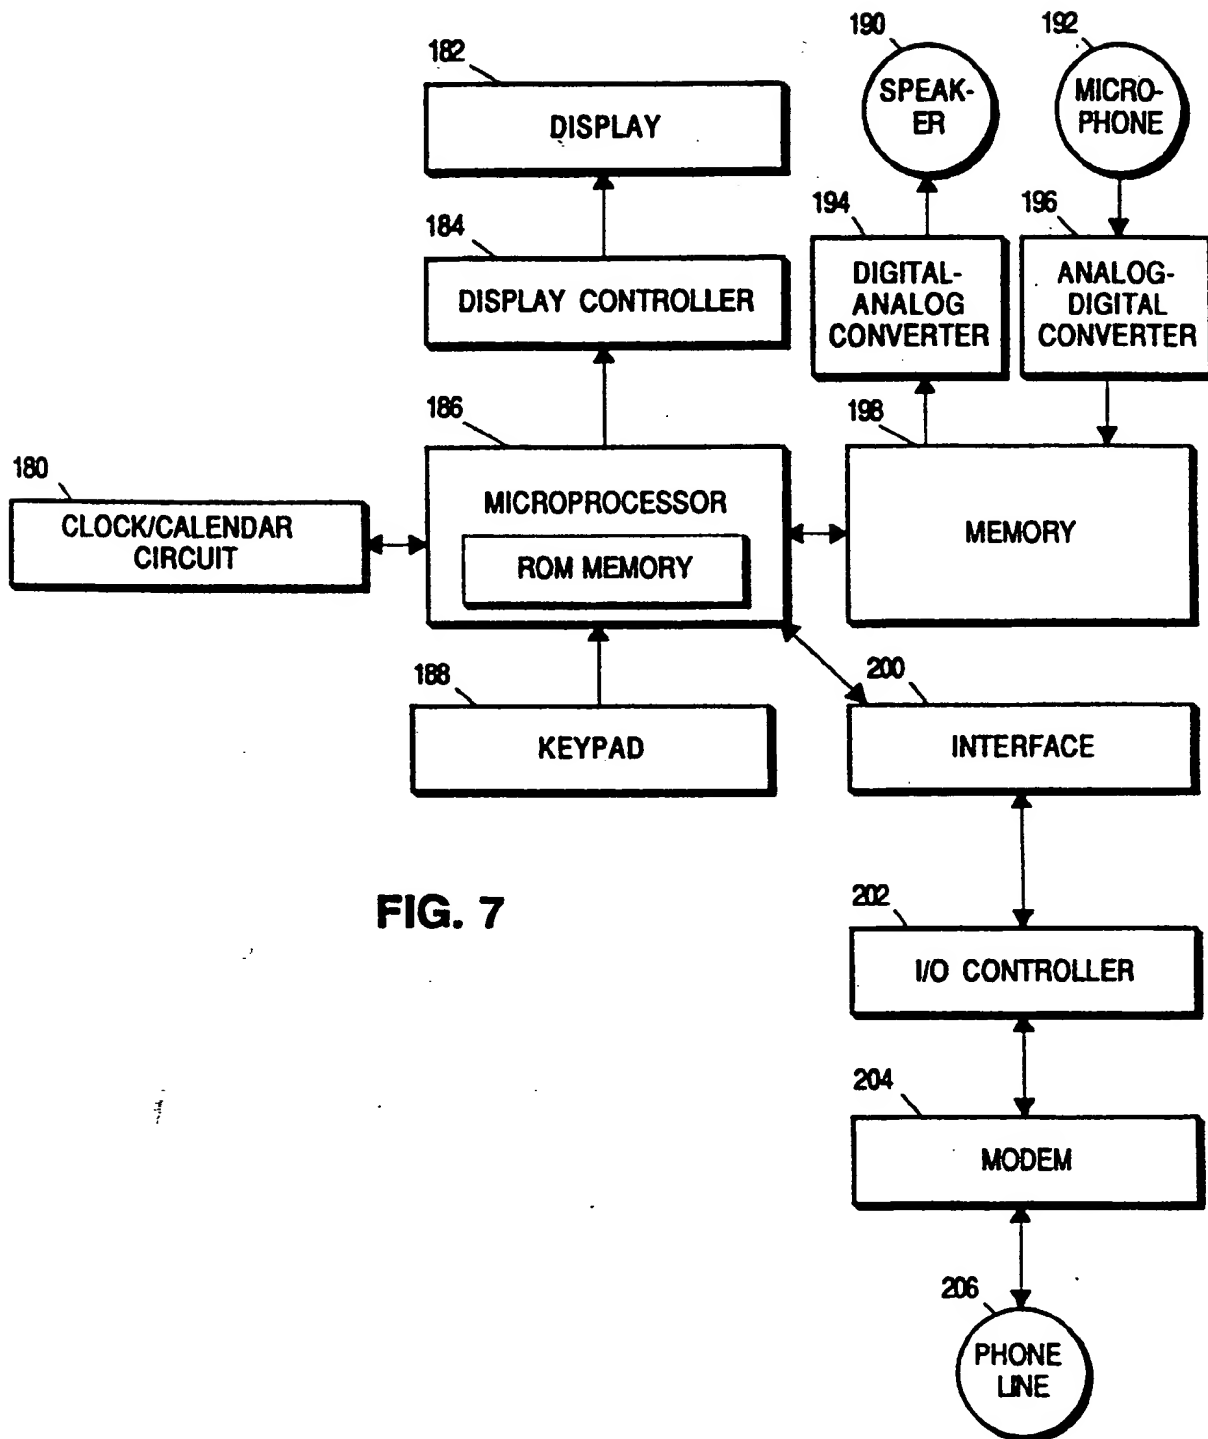 182
DISPLAY
190
SPEAK-
ER
192
MICRO-
PHONE
184
DISPLAY CONTROLLER
194
DIGITAL-
ANALOG
CONVERTER
196
ANALOG-
DIGITAL
CONVERTER
180
CLOCK/CALENDAR
CIRCUIT
186
MICROPROCESSOR
ROM MEMORY
198
MEMORY
188
KEYPAD
200
INTERFACE
FIG. 7
202
I/O CONTROLLER
204
MODEM
206
PHONE
LINE